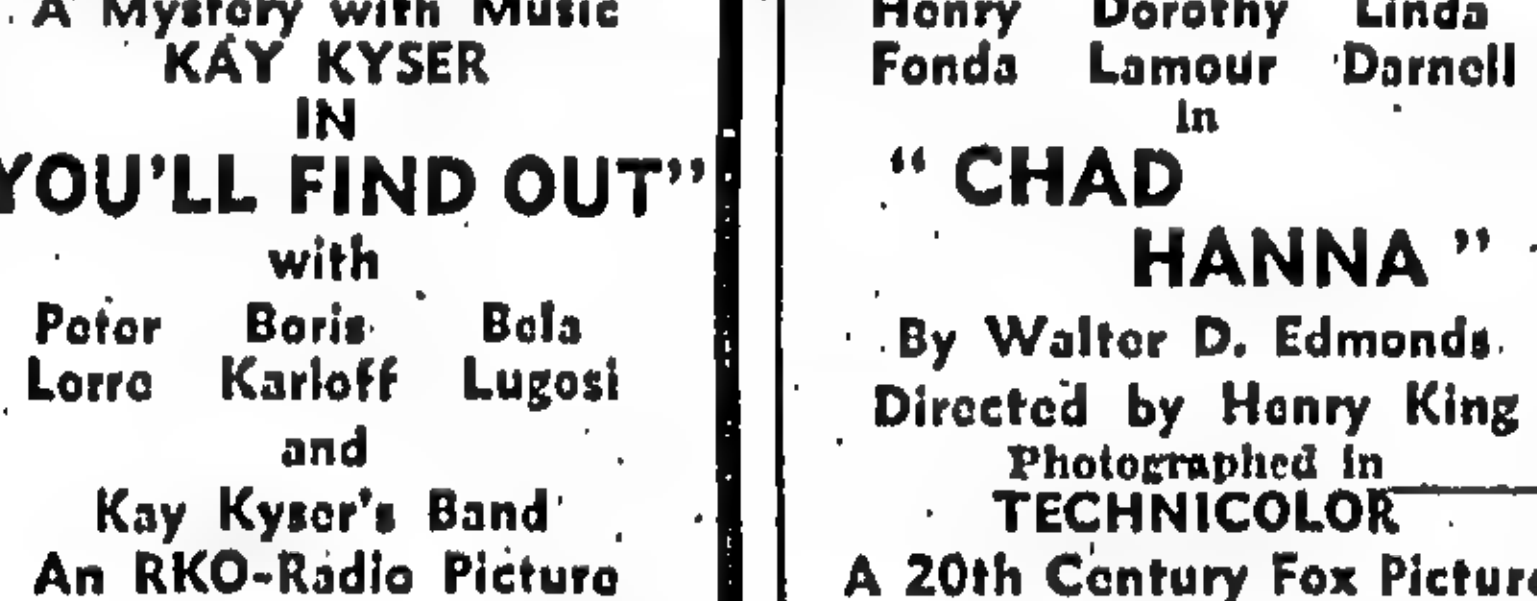 A Mystery with Music
KAY KYSER
IN
YOU'LL FIND OUT"
with
Peter Boris Bela
Lorre Karloff Lugosi
and
Kay Kyser's Band
An RKO-Radio Picture
Henry Dorothy Linda
Fonda Lamour Darnell
in
" CHAD
HANNA "
By Walter D. Edmonds
Directed by Henry King
Photographed in
TECHNICOLOR
A 20th Century Fox Picture